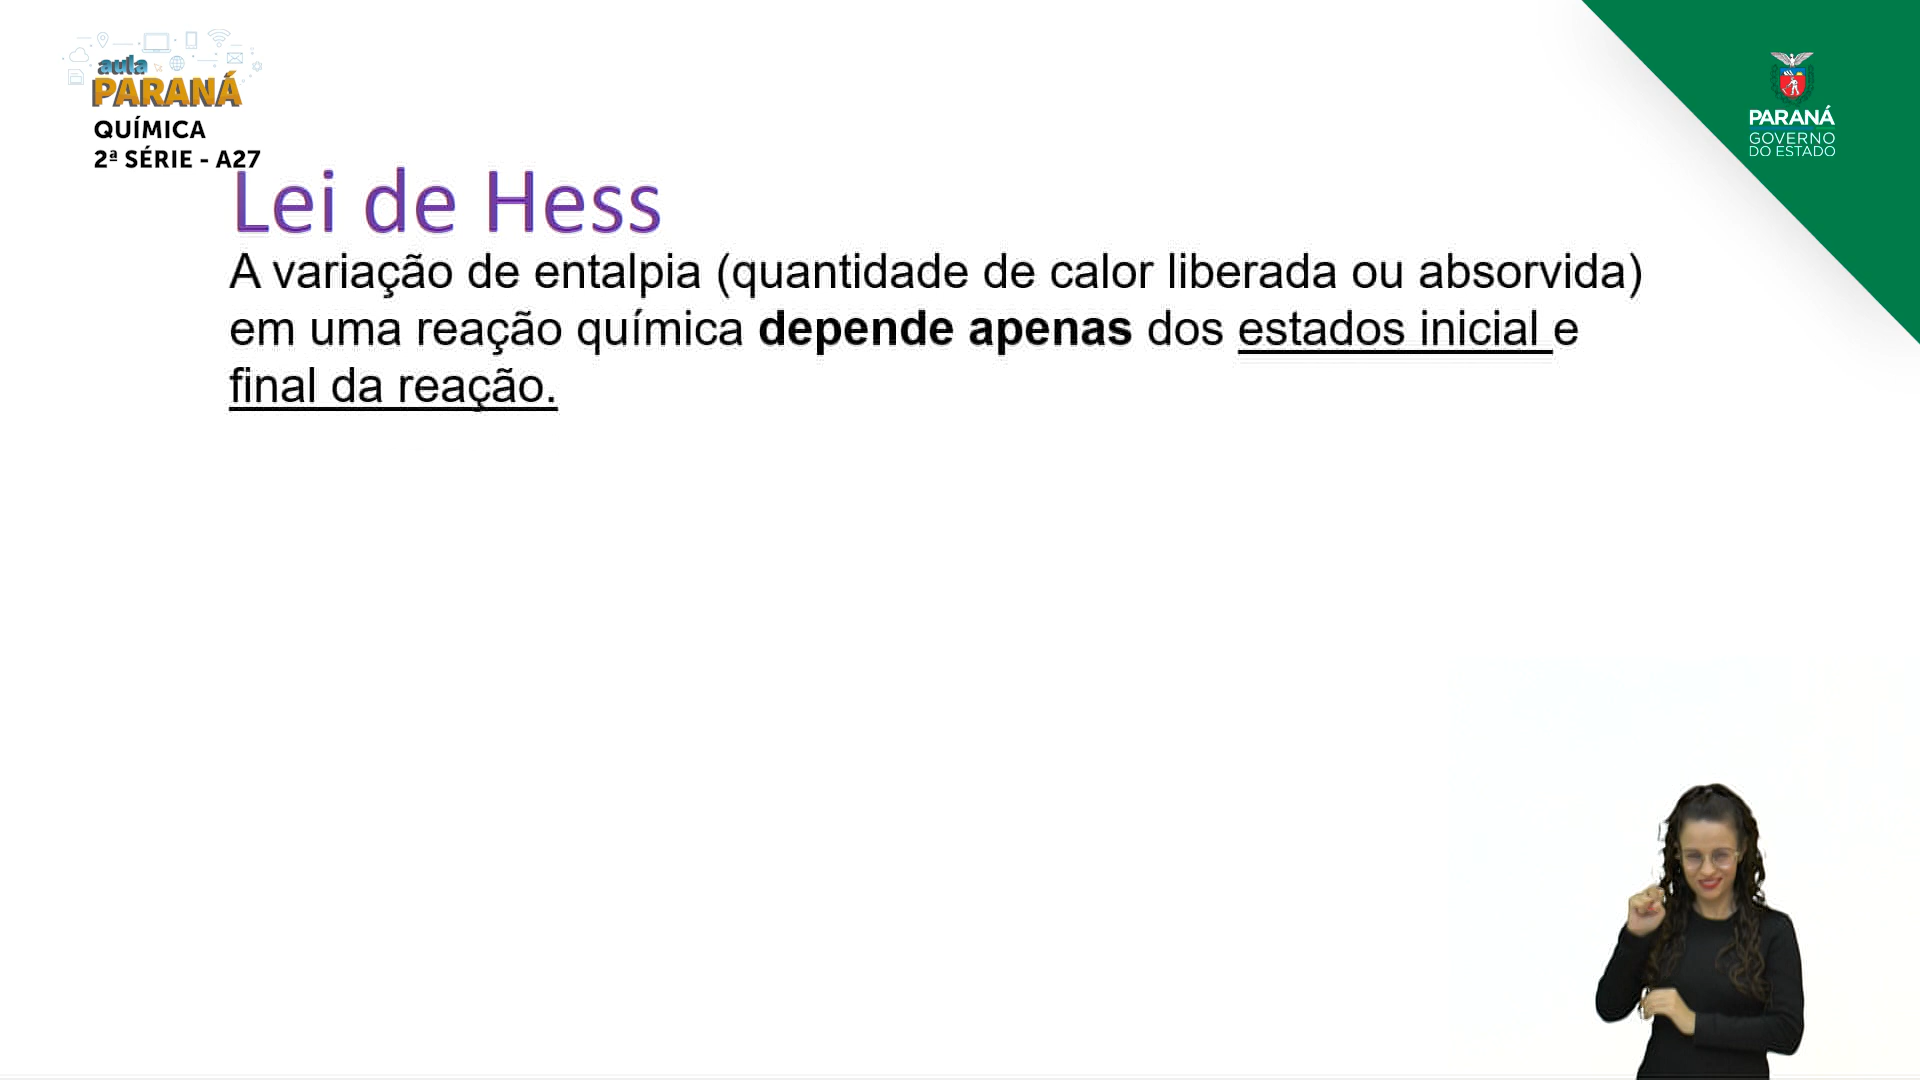 aula
PARANÁ
QUÍMICA
2ª SÉRIE - A27
PARANÁ
GOVERNO
DO ESTADO
Lei de Hess
A variação de entalpia (quantidade de calor liberada ou absorvida)
em uma reação química depende apenas dos estados inicial e
final da reação.